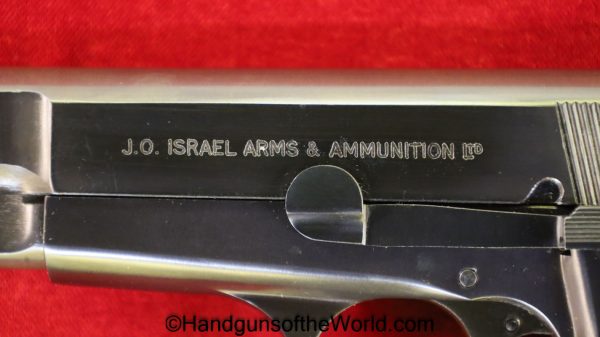 J.O. ISRAEL ARMS & AMMUNITION LTD
©HandgunsoftheWorld.com